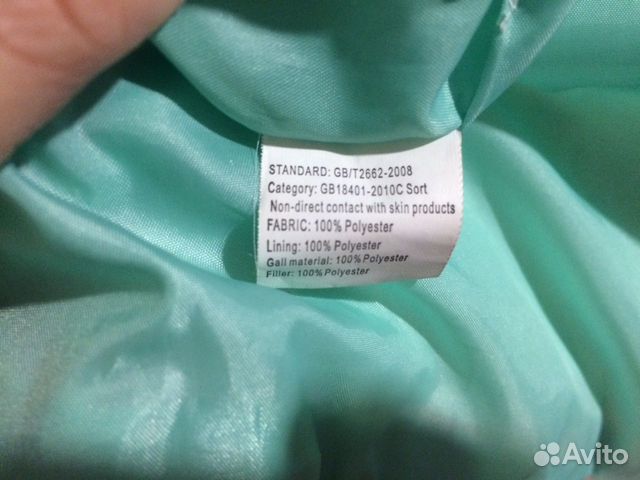 STANDARD: GB/T2662-2008
Category: GB18401-2010C Sort
Non-direct contact with skin products
FABRIC: 100% Polyester
Lining: 100% Polyester
Gall material: 100% Polyester
Filler: 100% Polyester
Avito